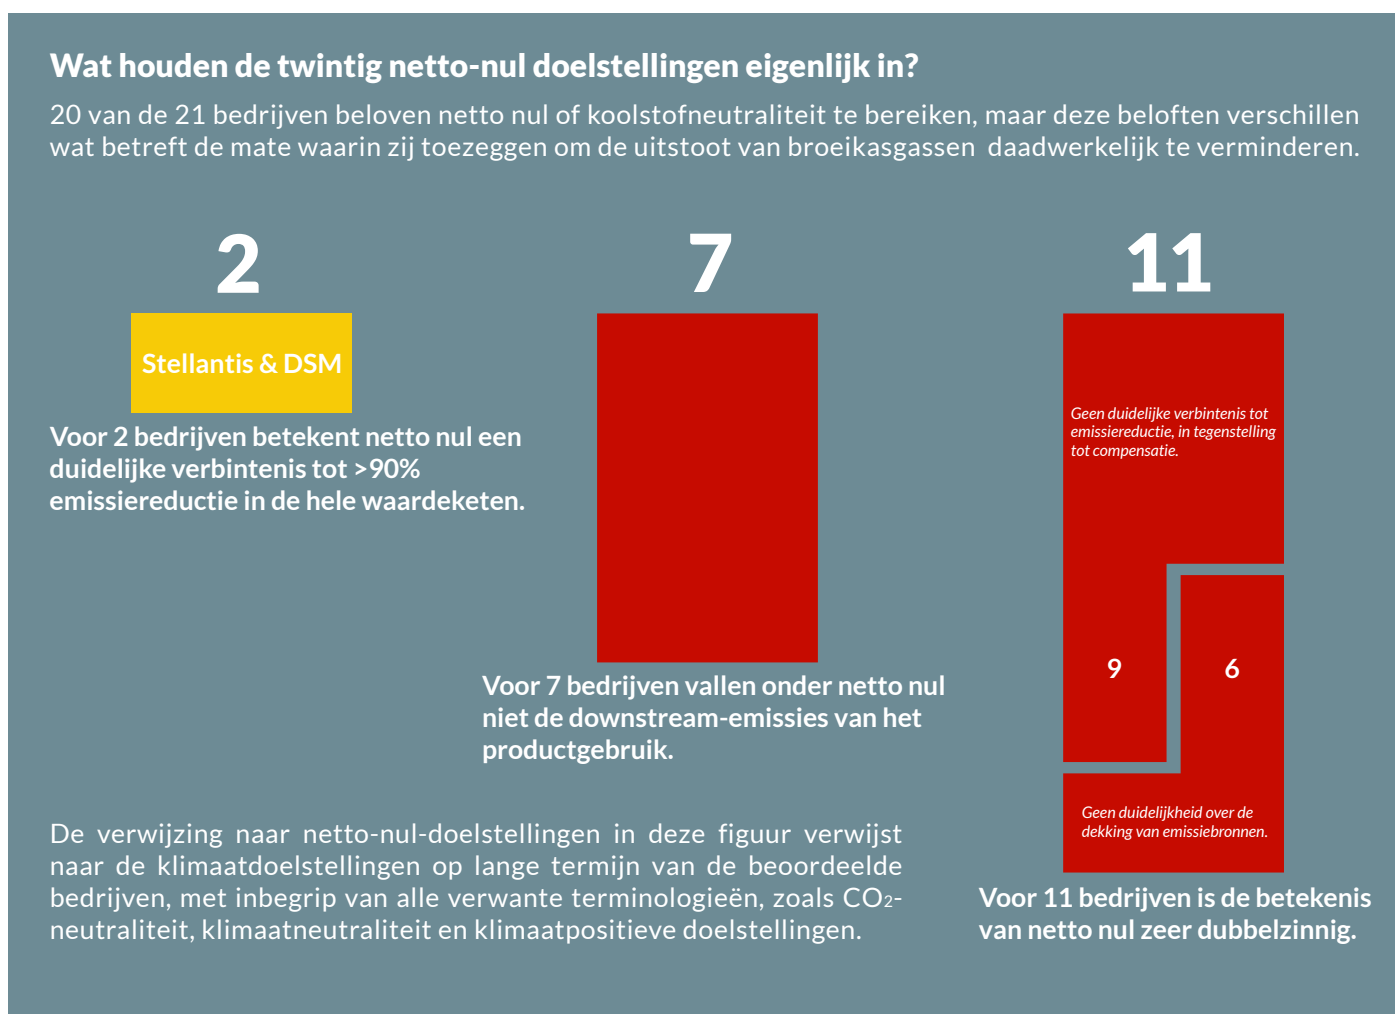 Wat houden de twintig netto-nul doelstellingen eigenlijk in?
20 van de 21 bedrijven beloven netto nul of koolstofneutraliteit te bereiken, maar deze beloften verschillen
wat betreft de mate waarin zij toezeggen om de uitstoot van broeikasgassen daadwerkelijk te verminderen.
2
Stellantis & DSM
Voor 2 bedrijven betekent netto nul een
duidelijke verbintenis tot >90%
emissiereductie in de hele waardeketen.
7
Voor 7 bedrijven vallen onder netto nul
niet de downstream-emissies van het
productgebruik.
11
Geen duidelijke verbintenis tot
emissiereductie, in tegenstelling
tot compensatie.
9
6
Geen duidelijkheid over de
dekking van emissiebronnen.
Voor 11 bedrijven is de betekenis
van netto nul zeer dubbelzinnig.
De verwijzing naar netto-nul-doelstellingen in deze figuur verwijst
naar de klimaatdoelstellingen op lange termijn van de beoordeelde
bedrijven, met inbegrip van alle verwante terminologieën, zoals CO2-
neutraliteit, klimaatneutraliteit en klimaatpositieve doelstellingen.